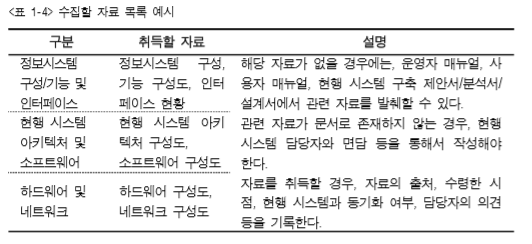 <표 1-4> 수집할 자료 목록 예시
구분 취득할 자료 설명
정보시스템 구성/기능 및 인터페이스
정보시스템 구성, 기능 구성도, 인터페이스 현황
해당 자료가 없을 경우에는, 운영자 매뉴얼, 사용자 매뉴얼, 현행 시스템 구축 제안서/분석서/설계서에서 관련 자료를 발췌할 수 있다.
현행 시스템 아키텍처 및 소프트웨어
현행 시스템 아키텍처 구성도, 소프트웨어 구성도
관련 자료가 문서로 존재하지 않는 경우, 현행 시스템 담당자와 면담 등을 통해서 작성해야 한다.
하드웨어 및 네트워크
하드웨어 구성도, 네트워크 구성도
자료를 취득할 경우, 자료의 출처, 수령한 시점, 현행 시스템과 동기화 여부, 담당자의 의견 등을 기록한다.